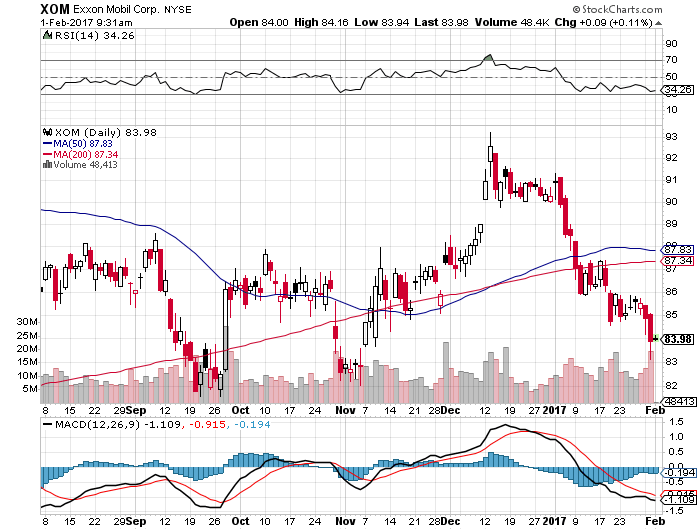 XOM Exxon Mobil Corp. NYSE © StockCharts.com
1-Feb-2017 9:31am Open 84.00 High 84.16 Low 83.94 Last 83.98 Volume 48.4K Chg +0.09 (+0.11%)
RSI(14) 34.26
90
70
50
34.26
30
10
XOM (Daily) 83.98
MA(50) 87.83
MA(200) 87.34
Volume 48,413
93
92
91
90
89
88
87.83
87.34
87
86
85
83.98
83
82
30M
25M
20M
15M
10M
5M
48413
8 15 22 29 Sep 12 19 26 Oct 10 17 24 Nov 7 14 21 28 Dec 12 19 27 2017 9 17 23 Feb
MACD(12,26,9) -1.109, -0.915, -0.194
1.5
1.0
0.5
0.0
-0.194
-0.5
-0.915
-1.109
-1.5
8 15 22 29 Sep 12 19 26 Oct 10 17 24 Nov 7 14 21 28 Dec 12 19 27 2017 9 17 23 Feb